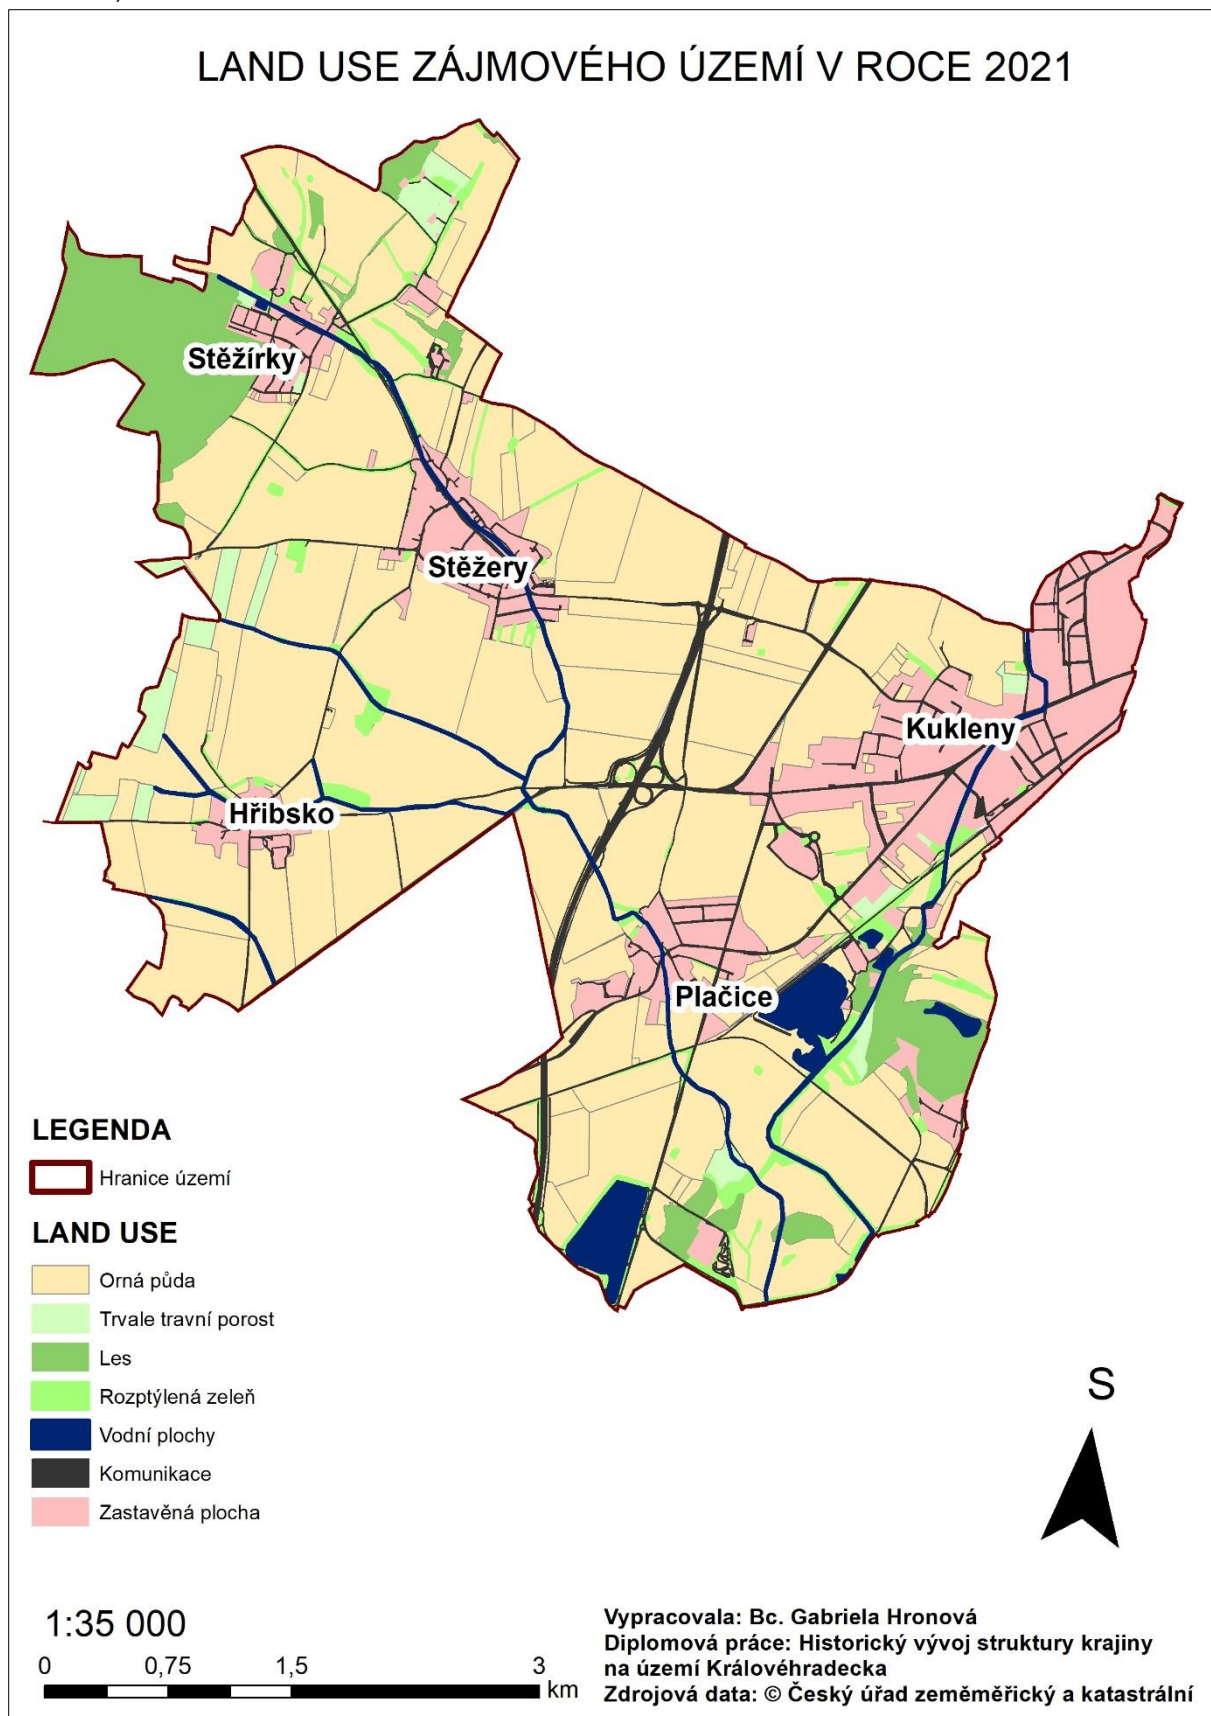 LAND USE ZÁJMOVÉHO ÚZEMÍ V ROCE 2021
Stěžírky
Stěžery
Kukleny
Hřibsko
Plačice
LEGENDA
Hranice území
LAND USE
Orná půda
Trvale travní porost
Les
Rozptýlená zeleň
Vodní plochy
Komunikace
Zastavěná plocha
S
1:35 000
0 0,75 1,5 3
km
Vypracovala: Bc. Gabriela Hronová
Diplomová práce: Historický vývoj struktury krajiny
na území Královéhradecka
Zdrojová data: © Český úřad zeměměřický a katastrální